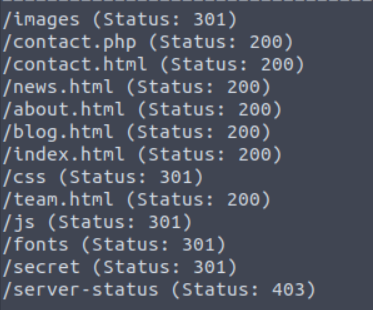 /images (Status: 301)
/contact.php (Status: 200)
/contact.html (Status: 200)
/news.html (Status: 200)
/about.html (Status: 200)
/blog.html (Status: 200)
/index.html (Status: 200)
/css (Status: 301)
/team.html (Status: 200)
/js (Status: 301)
/fonts (Status: 301)
/secret (Status: 301)
/server-status (Status: 403)